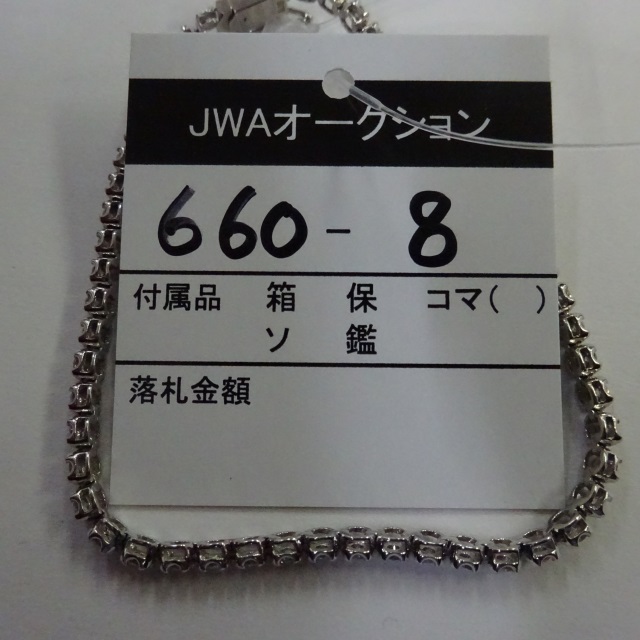 JWAオークション
660-8
付属品 箱 保 コマ( )
ソ 鑑
落札金額